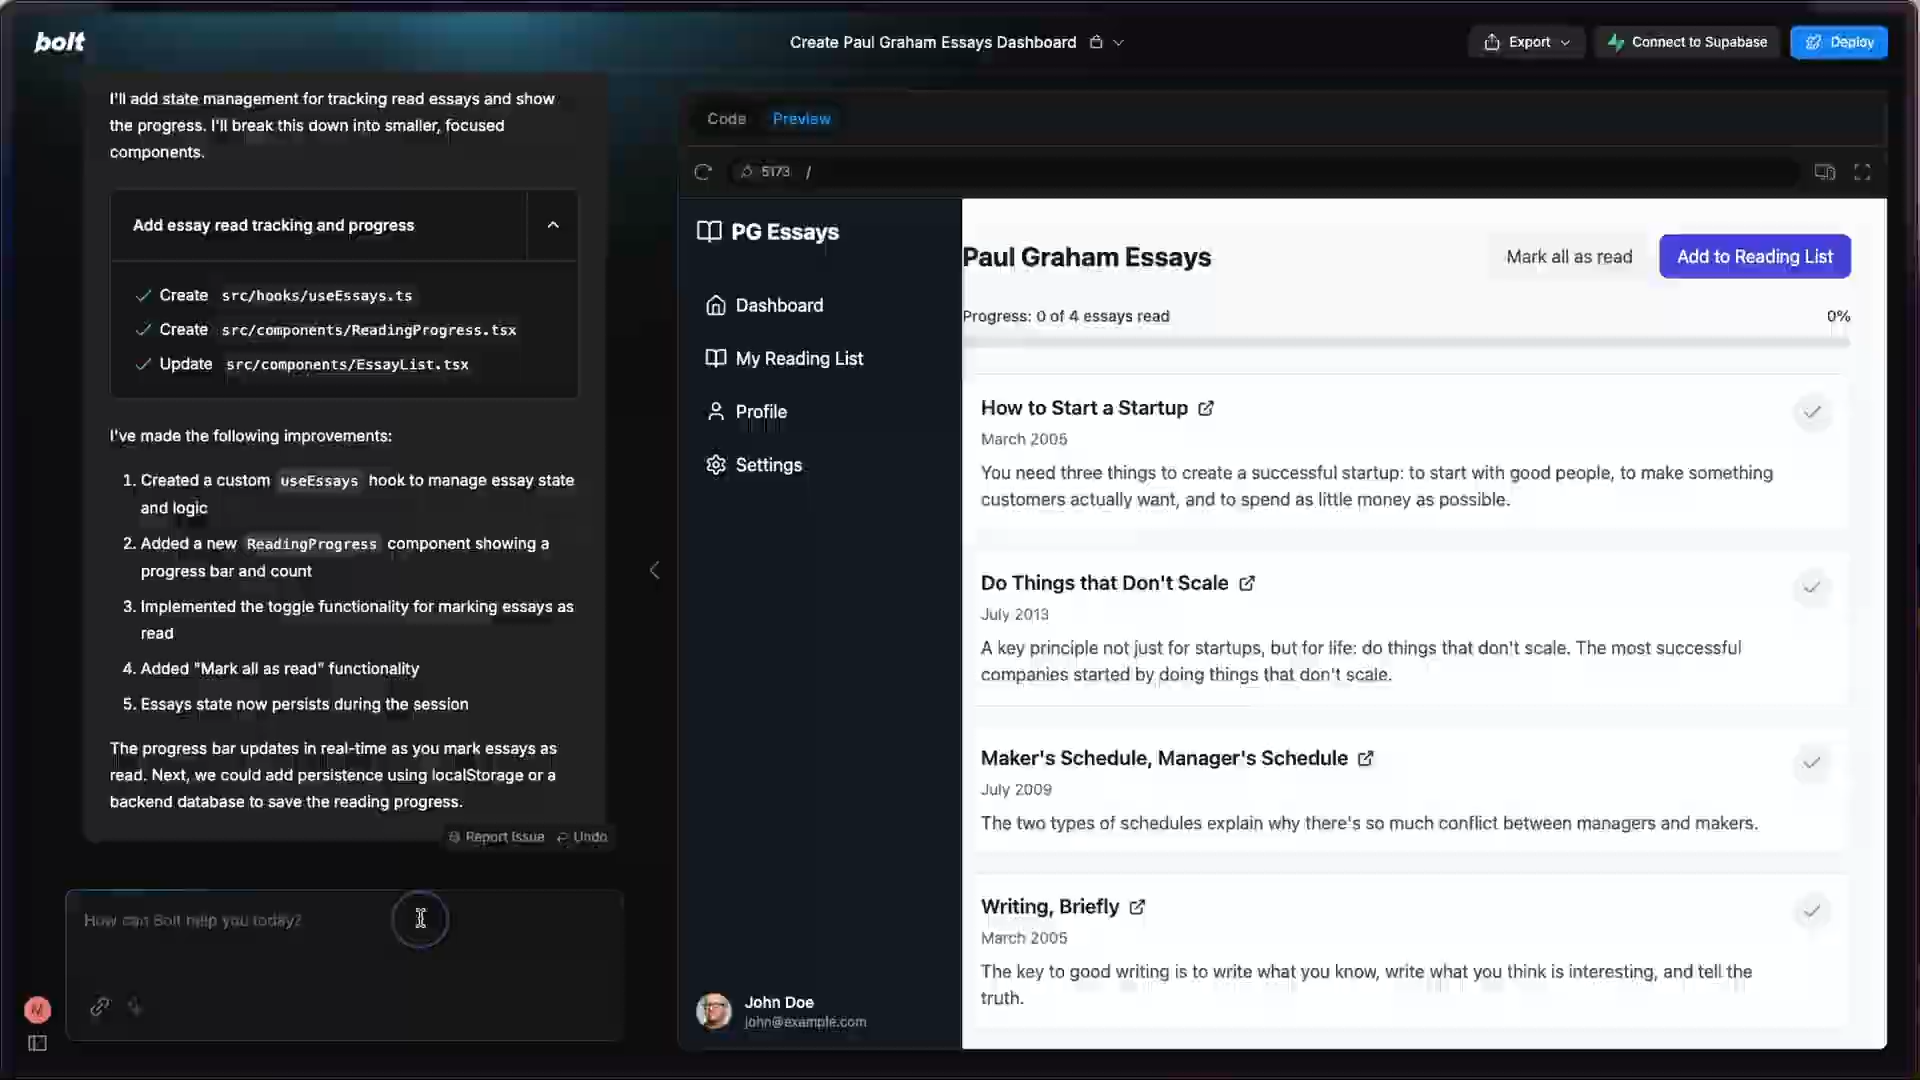 bolt
Create Paul Graham Essays Dashboard
Export
Connect to Supabase
Deploy
I'll add state management for tracking read essays and show
the progress. I'll break this down into smaller, focused
components.
Add essay read tracking and progress
Create src/hooks/useEssays.ts
Create src/components/ReadingProgress.tsx
Update src/components/EssayList.tsx
I've made the following improvements:
1. Created a custom useEssays hook to manage essay state
and logic
2. Added a new ReadingProgress component showing a
progress bar and count
3. Implemented the toggle functionality for marking essays as
read
4. Added "Mark all as read" functionality
5. Essays state now persists during the session
The progress bar updates in real-time as you mark essays as
read. Next, we could add persistence using localStorage or a
backend database to save the reading progress.
Report Issue
Undo
How can Bolt help you today?
M
Code
Preview
5173 /
PG Essays
Dashboard
My Reading List
Profile
Settings
John Doe
john@example.com
Paul Graham Essays
Mark all as read
Add to Reading List
Progress: 0 of 4 essays read
0%
How to Start a Startup
March 2005
You need three things to create a successful startup: to start with good people, to make something
customers actually want, and to spend as little money as possible.
Do Things that Don't Scale
July 2013
A key principle not just for startups, but for life: do things that don't scale. The most successful
companies started by doing things that don't scale.
Maker's Schedule, Manager's Schedule
July 2009
The two types of schedules explain why there's so much conflict between managers and makers.
Writing, Briefly
March 2005
The key to good writing is to write what you know, write what you think is interesting, and tell the
truth.